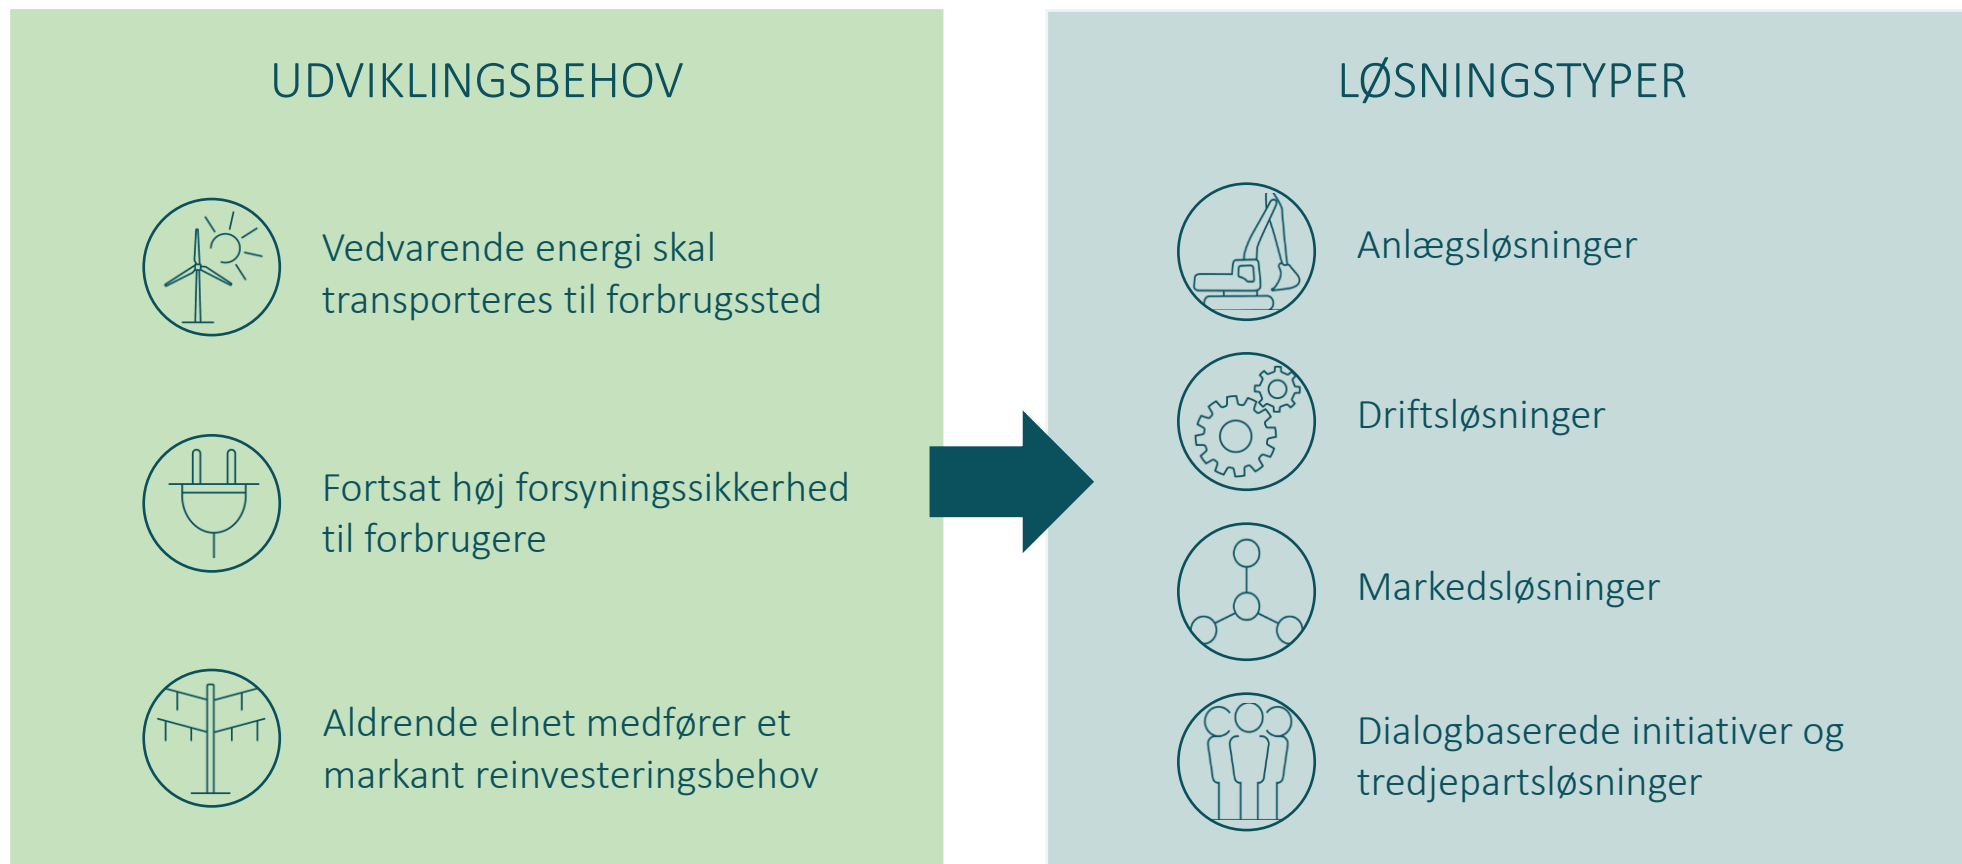 UDVIKLINGSBEHOV
Vedvarende energi skal
transporteres til forbrugssted
Fortsat høj forsyningssikkerhed
til forbrugere
Aldrende elnet medfører et
markant reinvesteringsbehov
LØSNINGSTYPER
Anlægsløsninger
Driftsløsninger
Markedsløsninger
Dialogbaserede initiativer og
tredjepartsløsninger